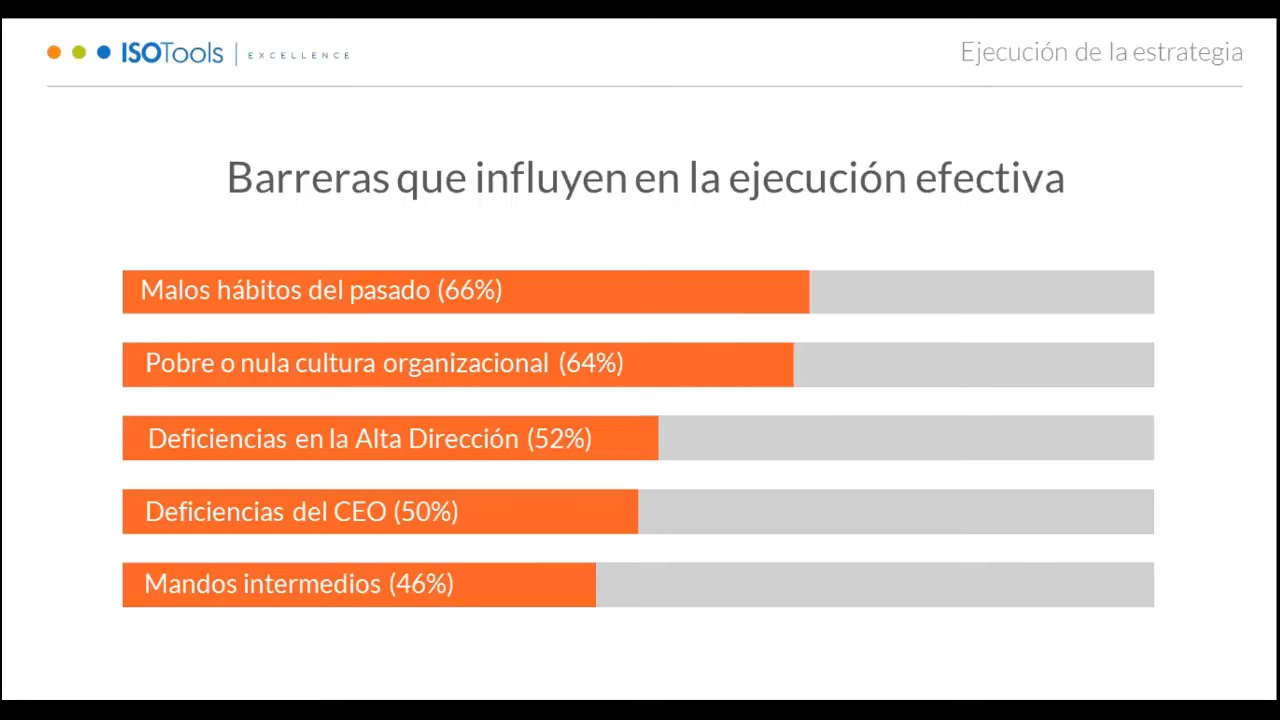 ISOTools | EXCELLENCE
Ejecución de la estrategia
Barreras que influyen en la ejecución efectiva
Malos hábitos del pasado (66%)
Pobre o nula cultura organizacional (64%)
Deficiencias en la Alta Dirección (52%)
Deficiencias del CEO (50%)
Mandos intermedios (46%)